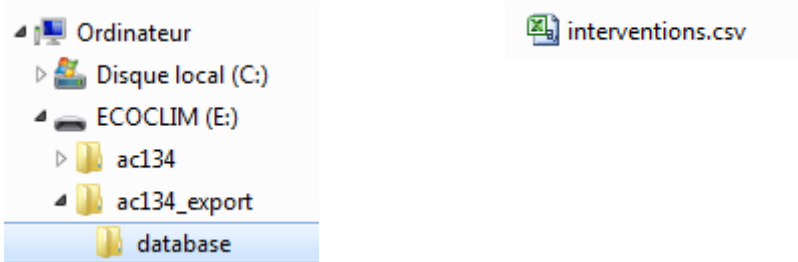 Ordinateur
Disque local (C:)
ECOCLIM (E:)
ac134
ac134_export
database
interventions.csv